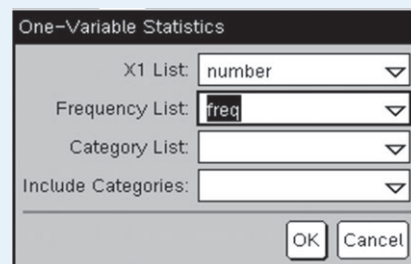 One-Variable Statistics
X1 List: number
Frequency List: freq
Category List:
Include Categories:
OK Cancel